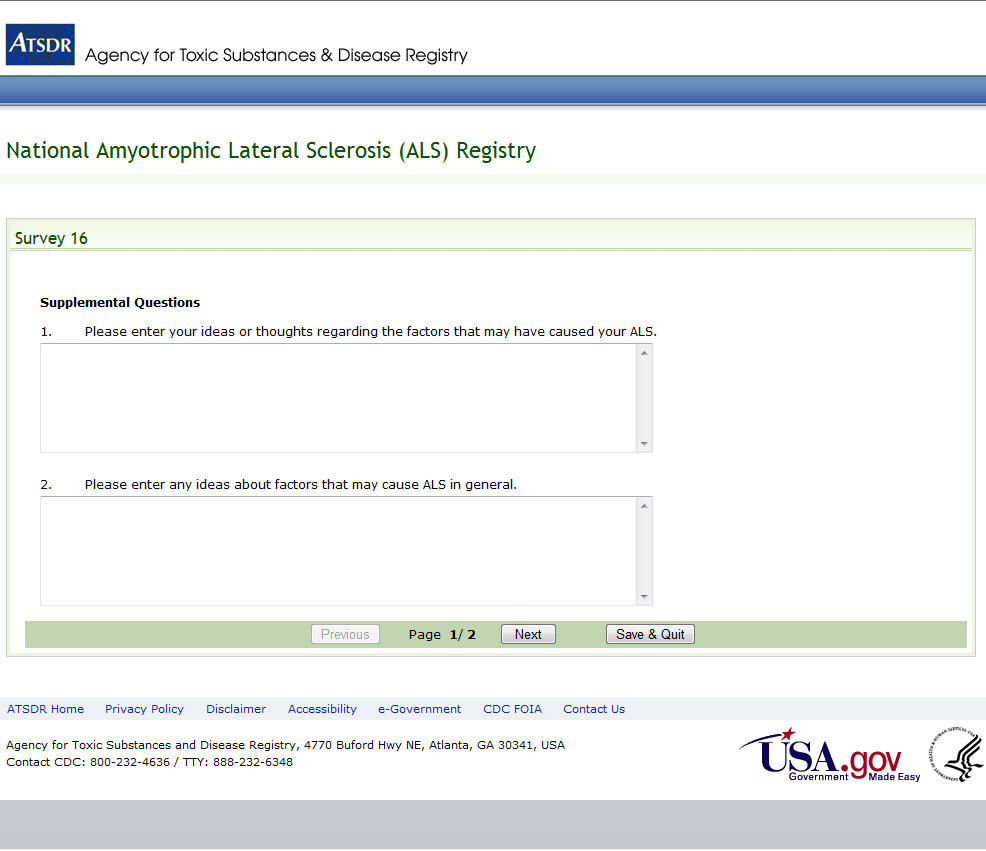 ATSDR Agency for Toxic Substances & Disease Registry
National Amyotrophic Lateral Sclerosis (ALS) Registry
Survey 16
Supplemental Questions
1. Please enter your ideas or thoughts regarding the factors that may have caused your ALS.
2. Please enter any ideas about factors that may cause ALS in general.
Previous Page 1/ 2 Next Save & Quit
ATSDR Home Privacy Policy Disclaimer Accessibility e-Government CDC FOIA Contact Us
Agency for Toxic Substances and Disease Registry, 4770 Buford Hwy NE, Atlanta, GA 30341, USA
Contact CDC: 800-232-4636 / TTY: 888-232-6348
USA.gov
Government Made Easy